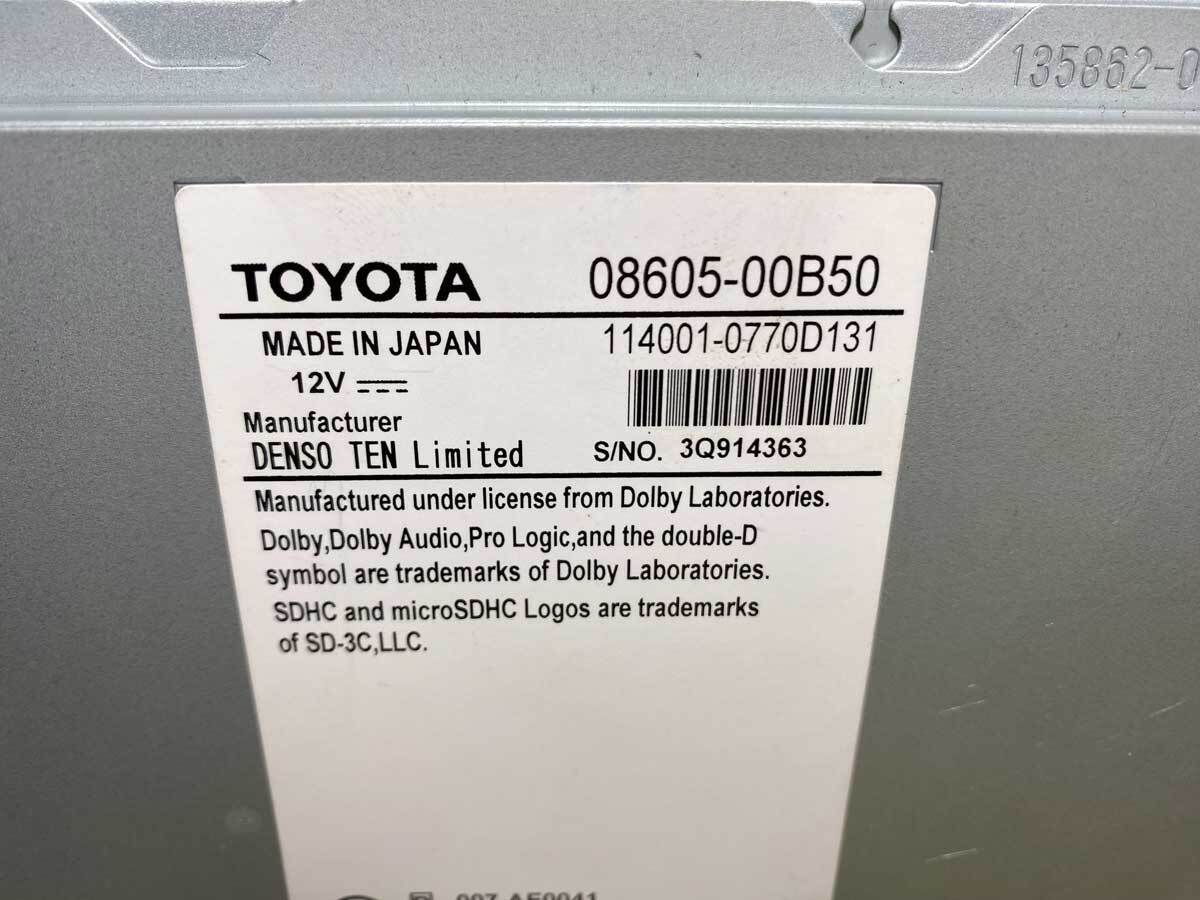 135862-0
TOYOTA 08605-00B50
MADE IN JAPAN 114001-0770D131
12V
Manufacturer
DENSO TEN Limited S/NO. 3Q914363
Manufactured under license from Dolby Laboratories.
Dolby,Dolby Audio,Pro Logic,and the double-D
symbol are trademarks of Dolby Laboratories.
SDHC and microSDHC Logos are trademarks
of SD-3C,LLC.